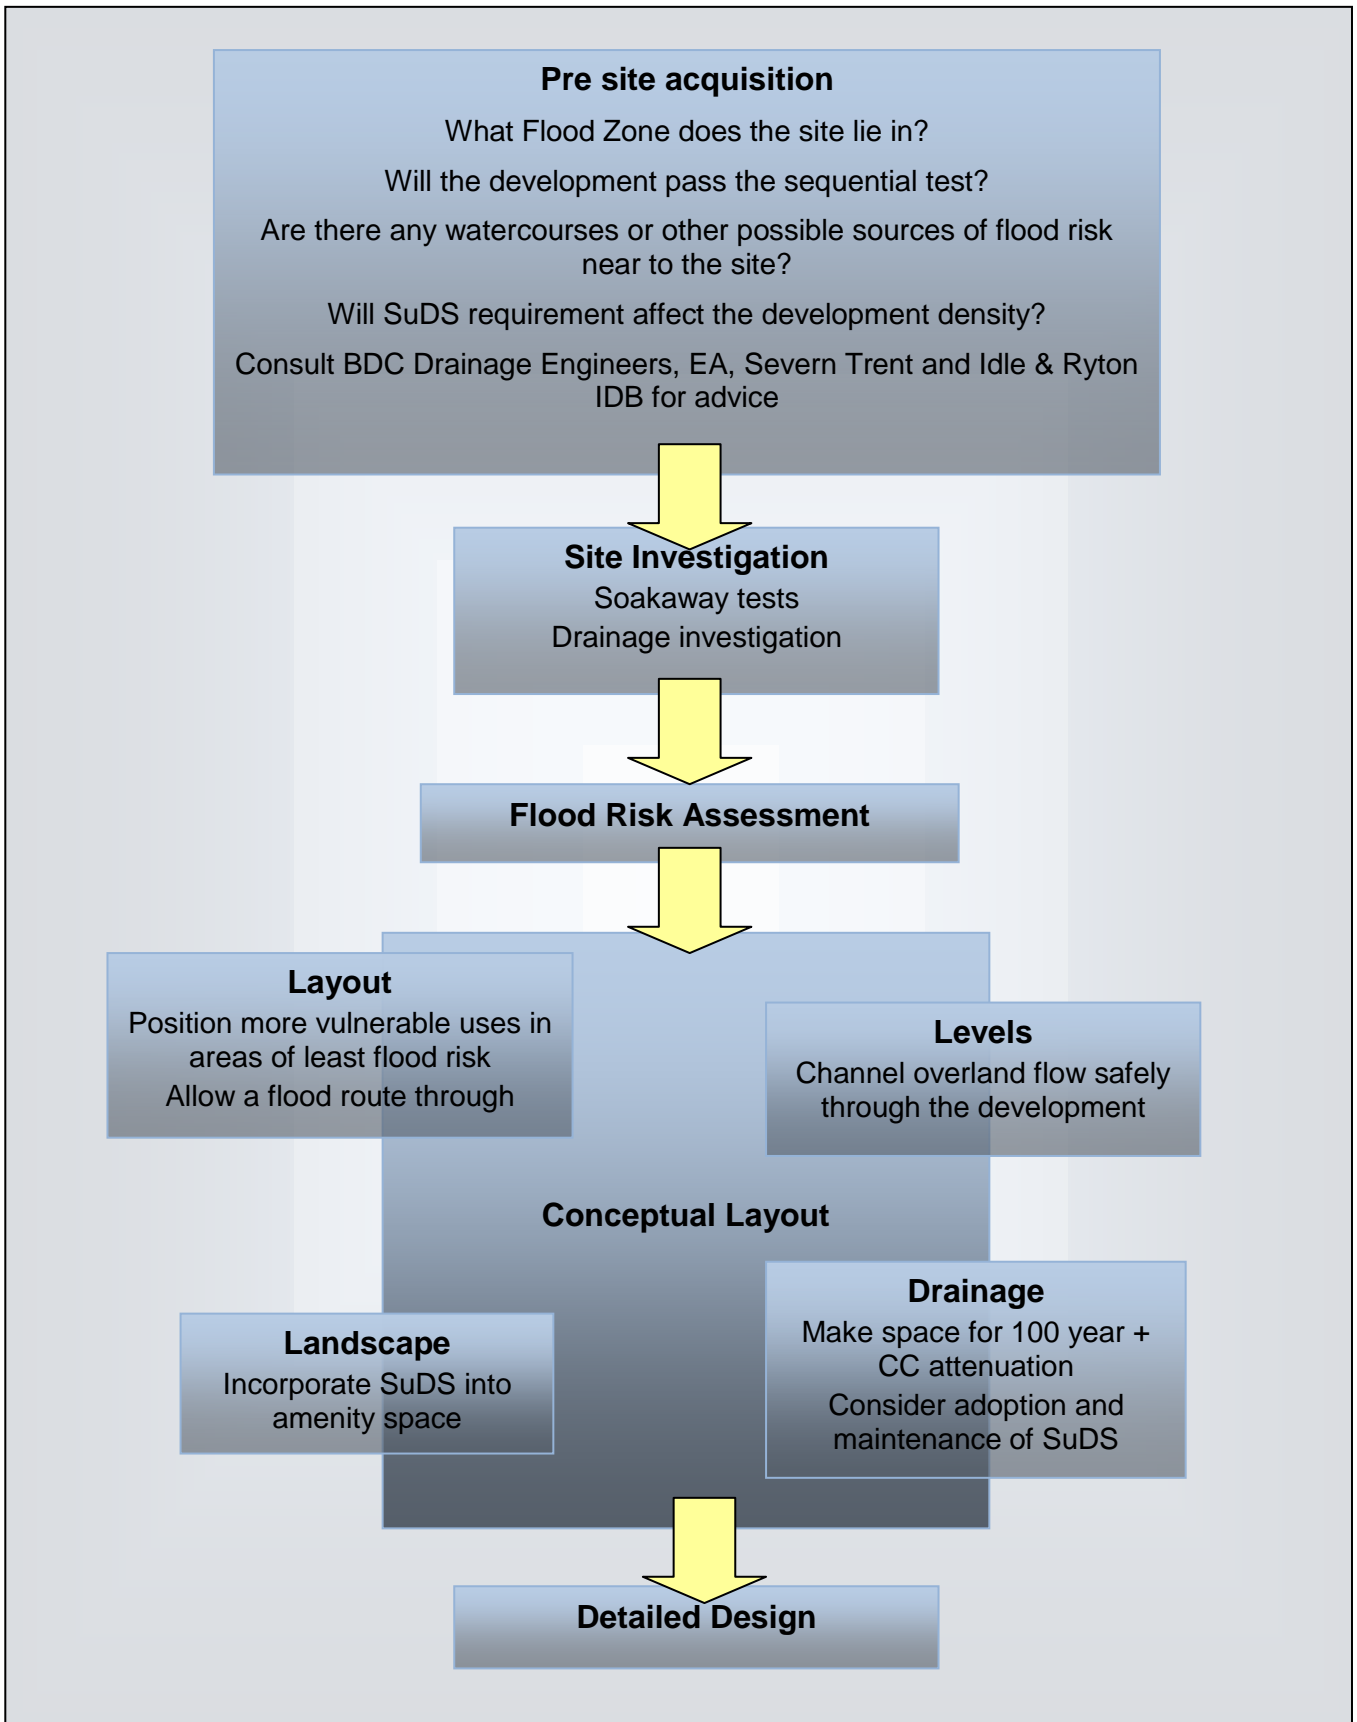 Pre site acquisition
What Flood Zone does the site lie in?
Will the development pass the sequential test?
Are there any watercourses or other possible sources of flood risk
near to the site?
Will SuDS requirement affect the development density?
Consult BDC Drainage Engineers, EA, Severn Trent and Idle & Ryton
IDB for advice
Site Investigation
Soakaway tests
Drainage investigation
Flood Risk Assessment
Layout
Position more vulnerable uses in
areas of least flood risk
Allow a flood route through
Levels
Channel overland flow safely
through the development
Conceptual Layout
Landscape
Incorporate SuDS into
amenity space
Drainage
Make space for 100 year +
CC attenuation
Consider adoption and
maintenance of SuDS
Detailed Design